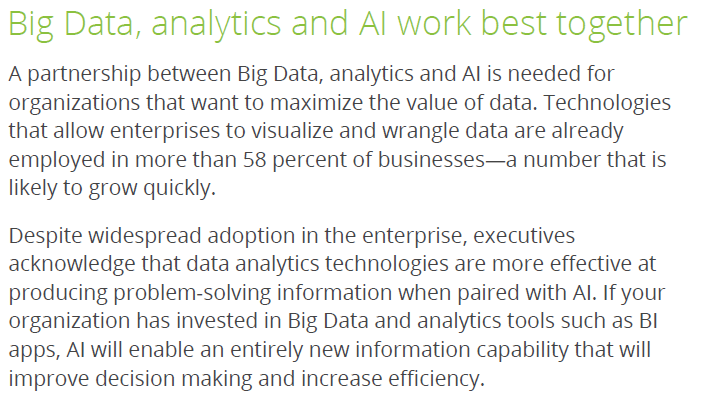 Big Data, analytics and AI work best together
A partnership between Big Data, analytics and AI is needed for
organizations that want to maximize the value of data. Technologies
that allow enterprises to visualize and wrangle data are already
employed in more than 58 percent of businesses—a number that is
likely to grow quickly.
Despite widespread adoption in the enterprise, executives
acknowledge that data analytics technologies are more effective at
producing problem-solving information when paired with AI. If your
organization has invested in Big Data and analytics tools such as BI
apps, AI will enable an entirely new information capability that will
improve decision making and increase efficiency.